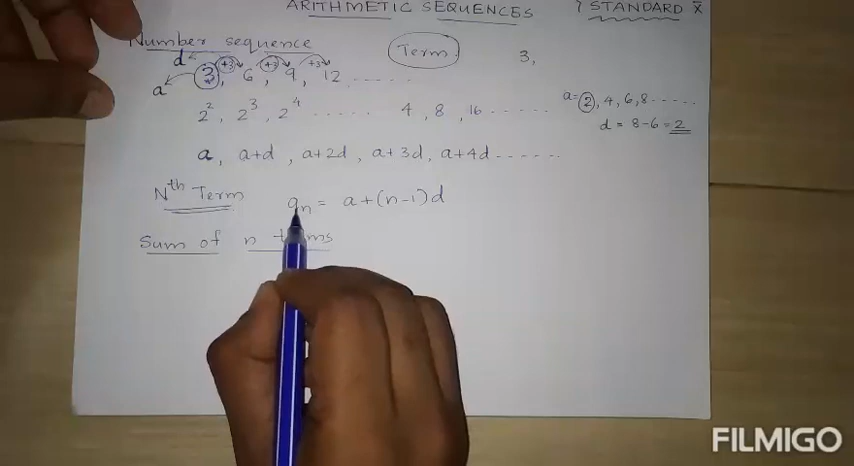 ARITHMETIC SEQUENCES 7 STANDARD X
Number sequence
Term 3,
d +3 +3 +3
3, 6, 9, 12 ......
a
a= 2, 4, 6, 8 ......
2², 2³, 2⁴ ...... 4, 8, 16 ......
d = 8-6 = 2
a, a+d, a+2d, a+3d, a+4d ......
Nth Term an = a+(n-1)d
Sum of n terms
FILMIGO